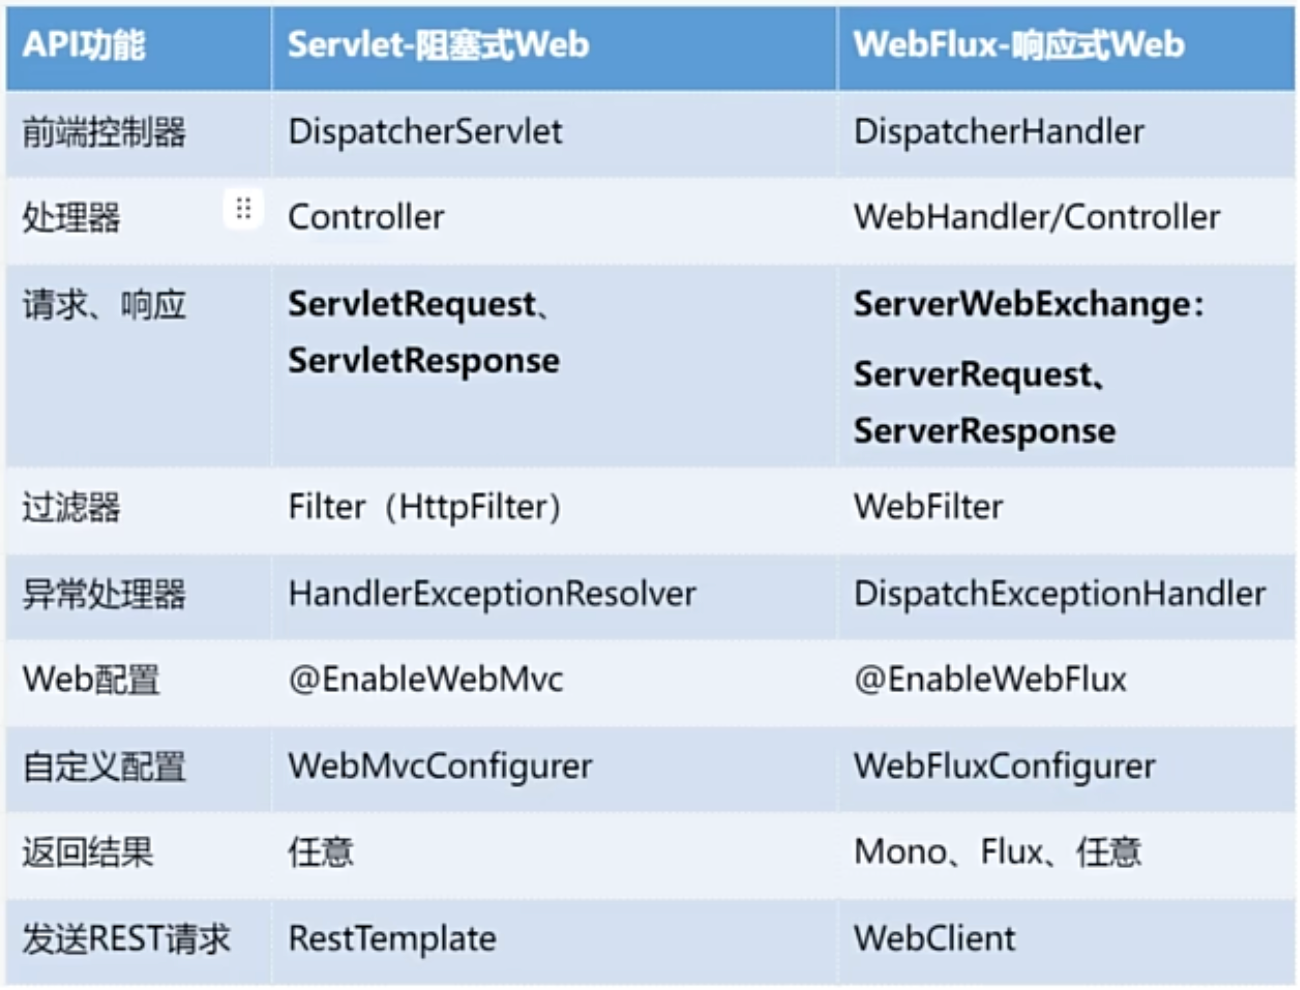 API功能 Servlet-阻塞式Web WebFlux-响应式Web
前端控制器 DispatcherServlet DispatcherHandler
处理器 Controller WebHandler/Controller
请求、响应 ServletRequest、 ServerWebExchange：
ServletResponse ServerRequest、
ServerResponse
过滤器 Filter（HttpFilter） WebFilter
异常处理器 HandlerExceptionResolver DispatchExceptionHandler
Web配置 @EnableWebMvc @EnableWebFlux
自定义配置 WebMvcConfigurer WebFluxConfigurer
返回结果 任意 Mono、Flux、任意
发送REST请求 RestTemplate WebClient